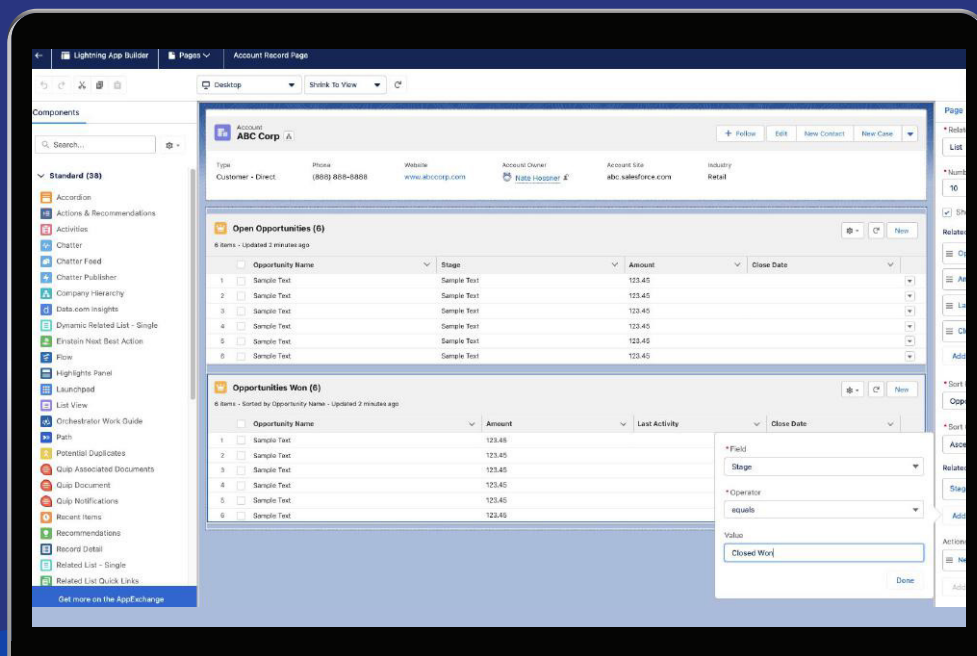 Lightning App Builder
Pages
Account Record Page
Desktop
Shrink To View
Components
Search...
Standard (38)
Accordion
Actions & Recommendations
Activities
Chatter
Chatter Feed
Chatter Publisher
Company Hierarchy
Data.com Insights
Dynamic Related List - Single
Einstein Next Best Action
Flow
Highlights Panel
Launchpad
List View
Orchestrator Work Guide
Path
Potential Duplicates
Quip Associated Documents
Quip Document
Quip Notifications
Recent Items
Recommendations
Record Detail
Related List - Single
Related List Quick Links
Get more on the AppExchange
Account
ABC Corp
+ Follow Edit New Contact New Case
Type Phone Website Account Owner Account Site Industry
Customer - Direct (888) 888-8888 www.abccorp.com Nate Hossner abc.salesforce.com Retail
Open Opportunities (6)
New
6 items - Updated 2 minutes ago
Opportunity Name Stage Amount Close Date
1 Sample Text Sample Text 123.45
2 Sample Text Sample Text 123.45
3 Sample Text Sample Text 123.45
4 Sample Text Sample Text 123.45
5 Sample Text Sample Text 123.45
6 Sample Text Sample Text 123.45
Opportunities Won (6)
New
6 items - Sorted by Opportunity Name - Updated 2 minutes ago
Opportunity Name Amount Last Activity Close Date
1 Sample Text 123.45
2 Sample Text 123.45
3 Sample Text 123.45
4 Sample Text 123.45
5 Sample Text 123.45
6 Sample Text 123.45
*Field
Stage
*Operator
equals
Value
Closed Won
Done
Page
List
10
Add
*Sort
*Sort
Add